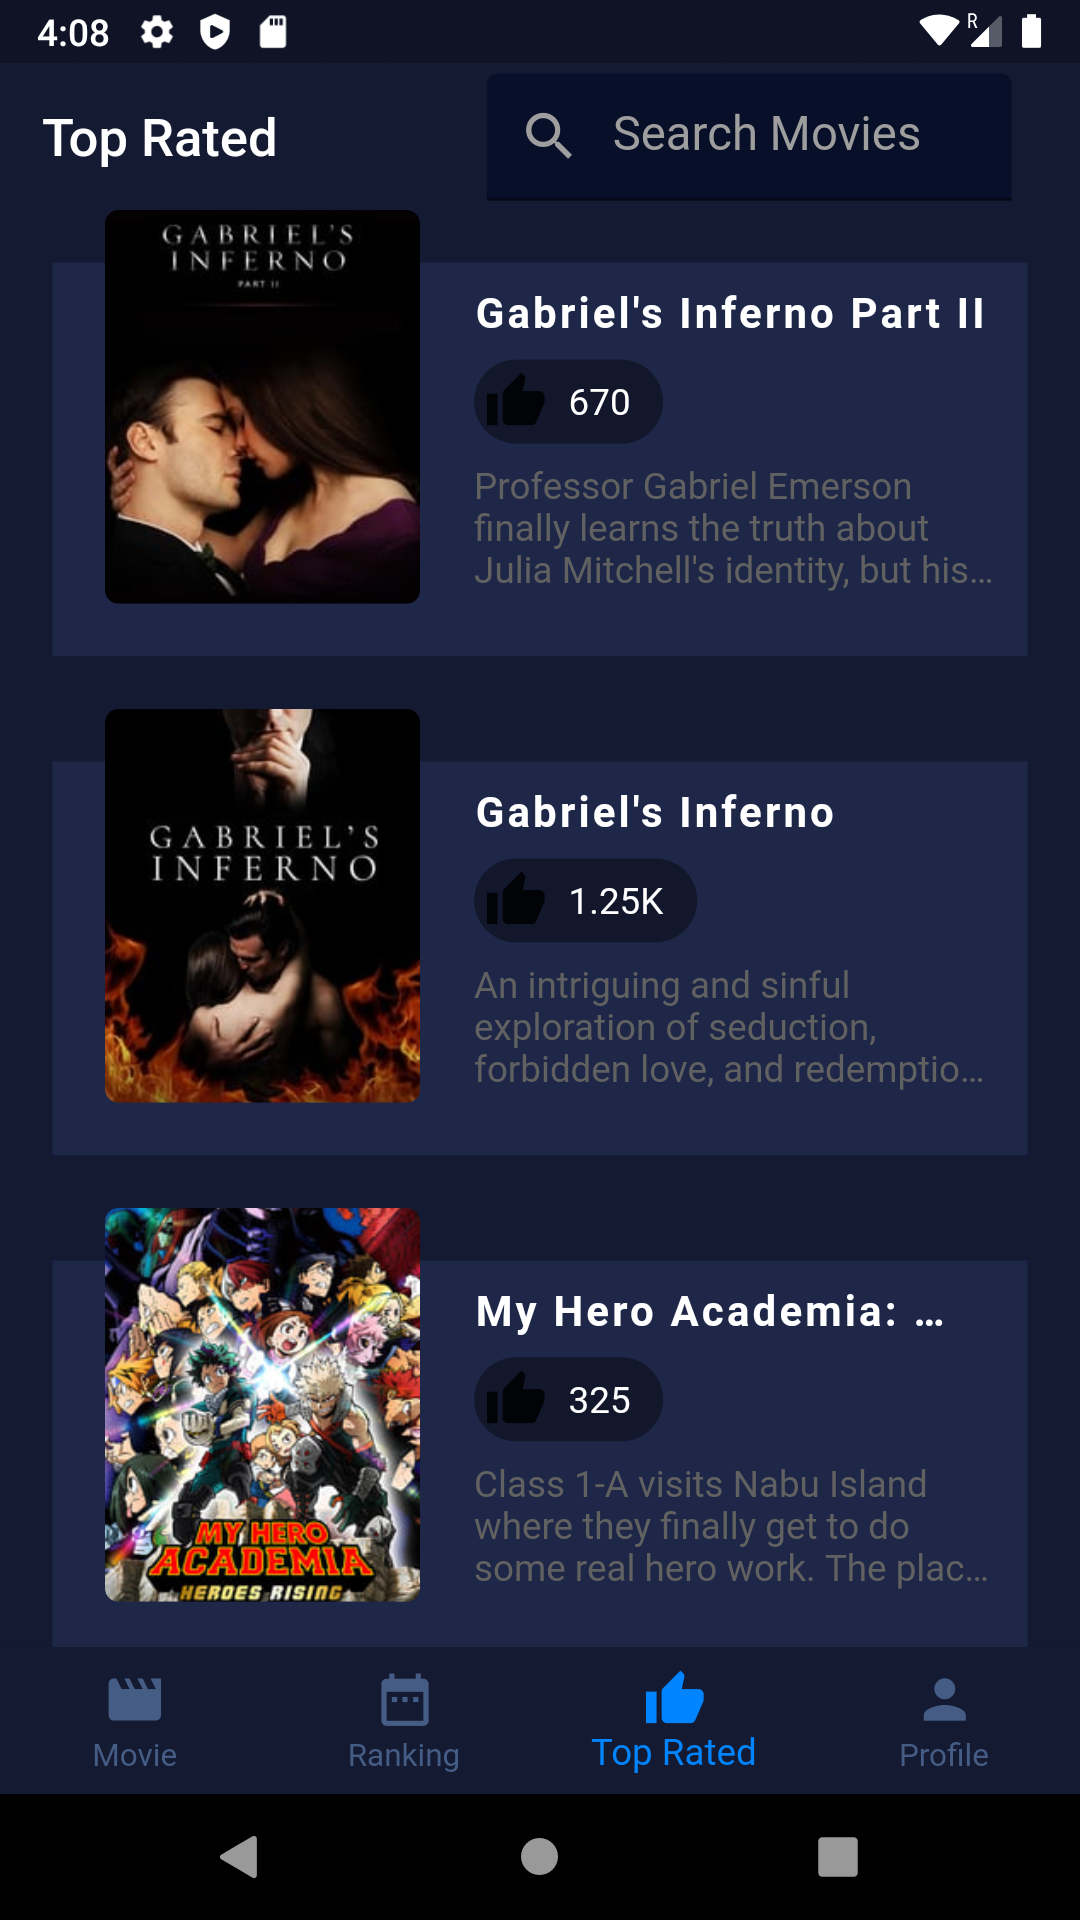 4:08
R
Top Rated
Search Movies
GABRIEL'S
INFERNO
PART II
Gabriel's Inferno Part II
670
Professor Gabriel Emerson
finally learns the truth about
Julia Mitchell's identity, but his...
GABRIEL'S
INFERNO
Gabriel's Inferno
1.25K
An intriguing and sinful
exploration of seduction,
forbidden love, and redemptio...
MY HERO
ACADEMIA
HEROES RISING
My Hero Academia: ...
325
Class 1-A visits Nabu Island
where they finally get to do
some real hero work. The plac...
Movie
Ranking
Top Rated
Profile